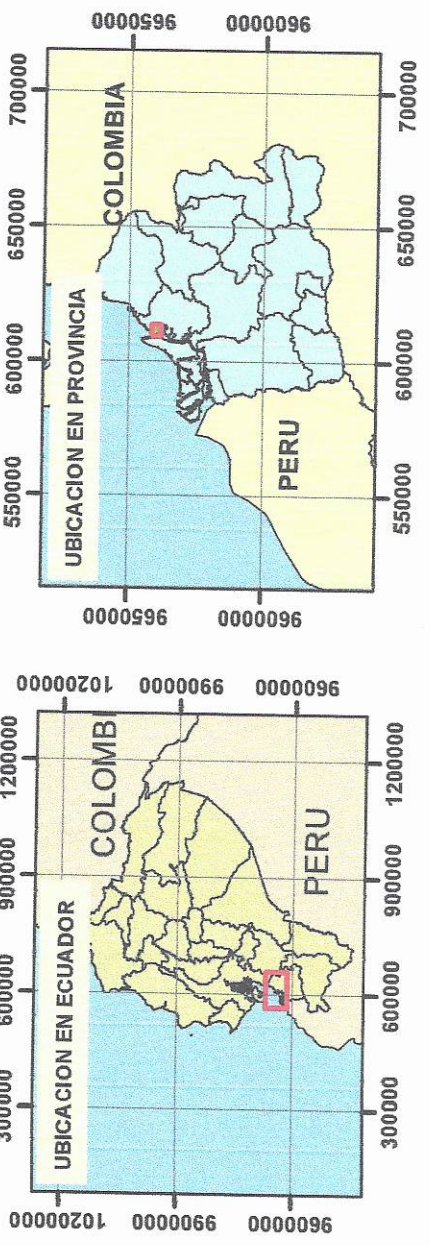 300000 600000 900000 1200000
UBICACION EN ECUADOR
COLOMBI
PERU
10200000 10200000
9900000 9900000
9600000 9600000
300000 600000 900000 1200000
550000 600000 650000 700000
UBICACION EN PROVINCIA
COLOMBIA
PERU
9650000 9650000
9600000 9600000
550000 600000 650000 700000